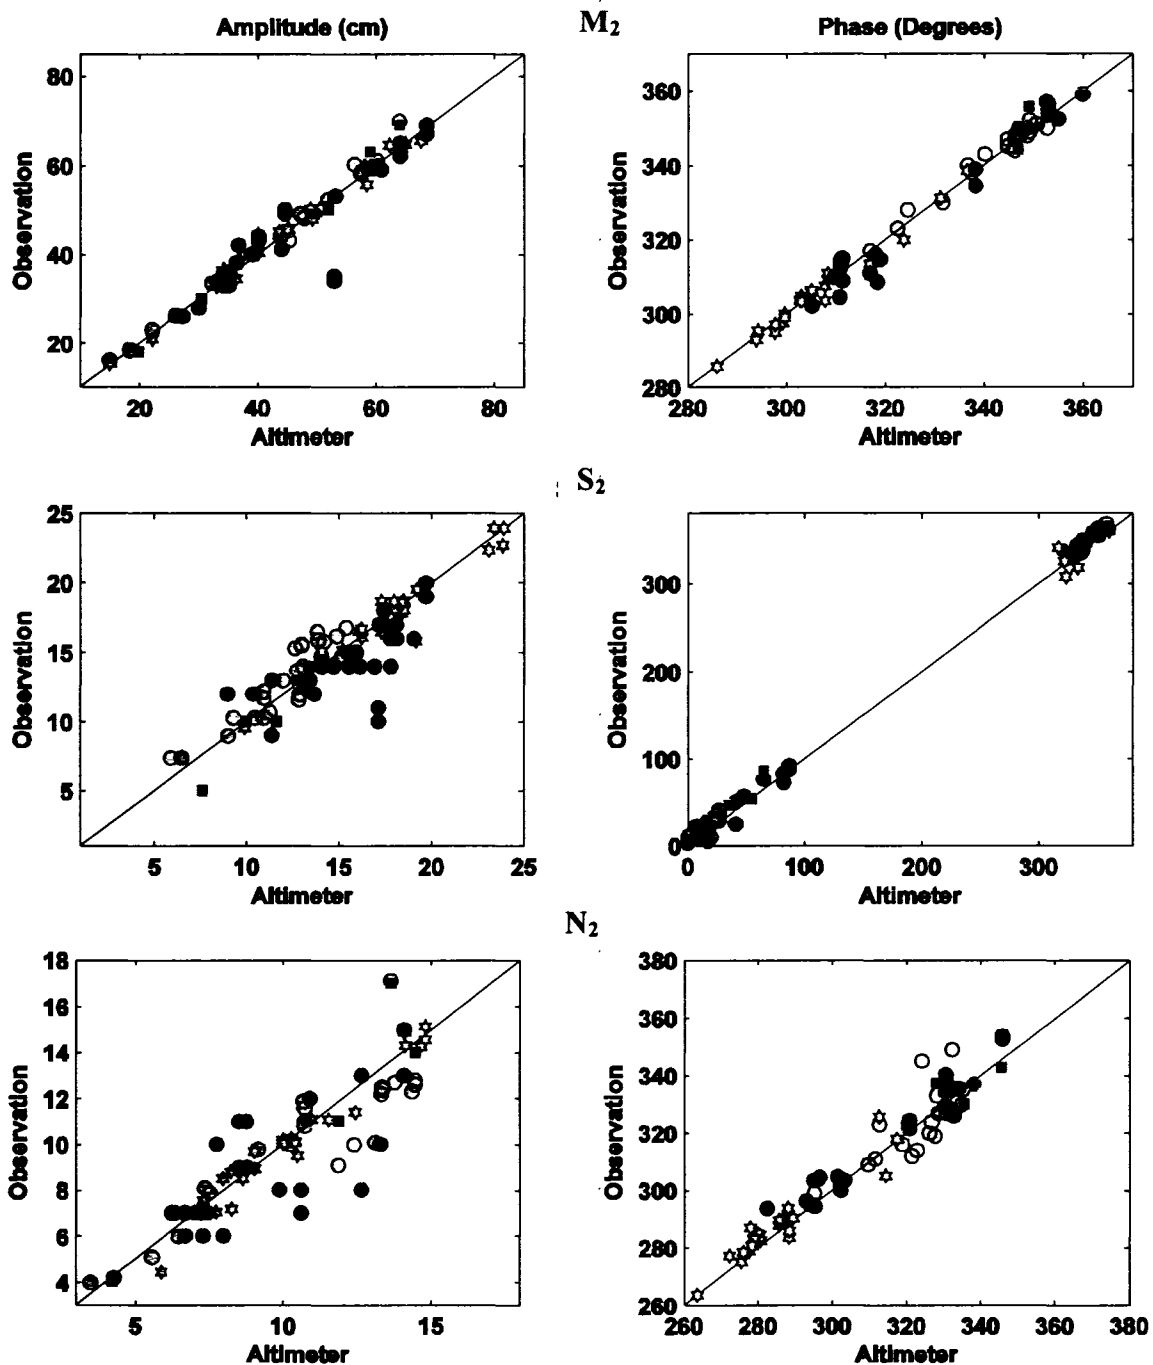 Amplitude (cm)
M₂
Phase (Degrees)
80
60
40
20
Observation
20 40 60 80
Altimeter
360
340
320
300
280
Observation
280 300 320 340 360
Altimeter
S₂
25
20
15
10
5
Observation
5 10 15 20 25
Altimeter
300
200
100
0
Observation
0 100 200 300
Altimeter
N₂
18
16
14
12
10
8
6
4
Observation
5 10 15
Altimeter
380
360
340
320
300
280
260
Observation
260 280 300 320 340 360 380
Altimeter